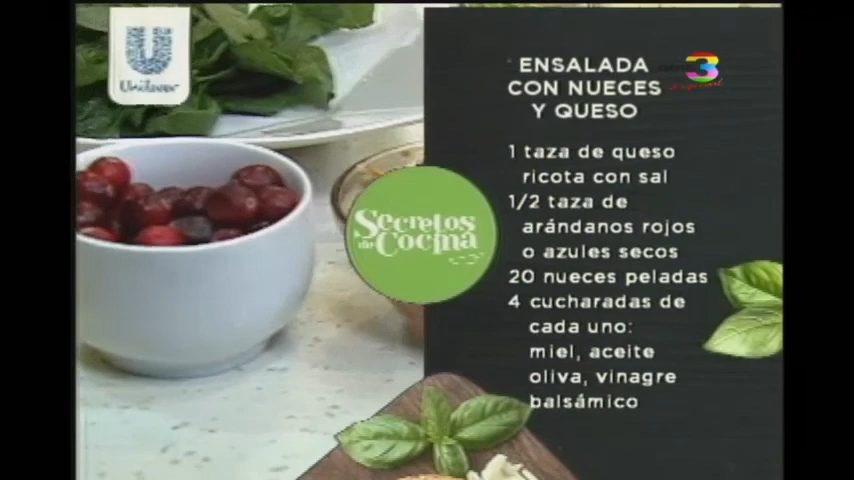 Unilever
ENSALADA
CON NUECES
Y QUESO
3
1 taza de queso
ricota con sal
1/2 taza de
arándanos rojos
o azules secos
20 nueces peladas
4 cucharadas de
cada uno:
miel, aceite
oliva, vinagre
balsámico
Secretos
de Cocina